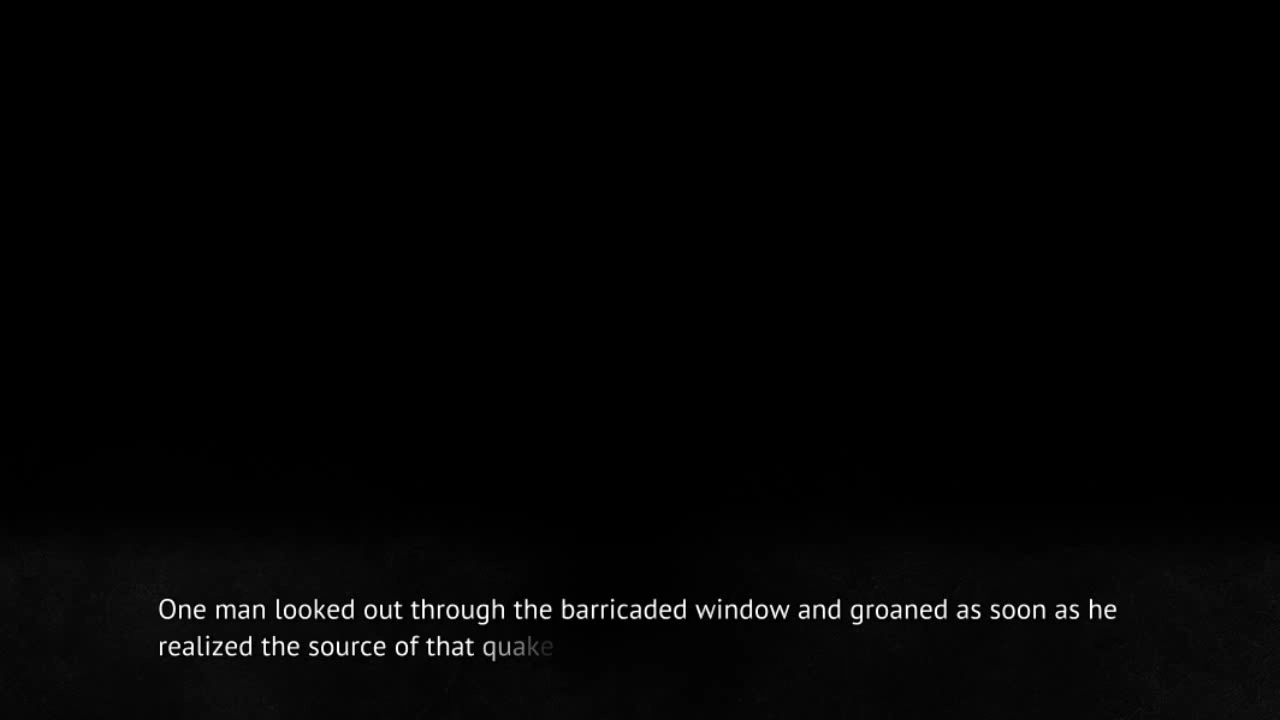 One man looked out through the barricaded window and groaned as soon as he
realized the source of that quake